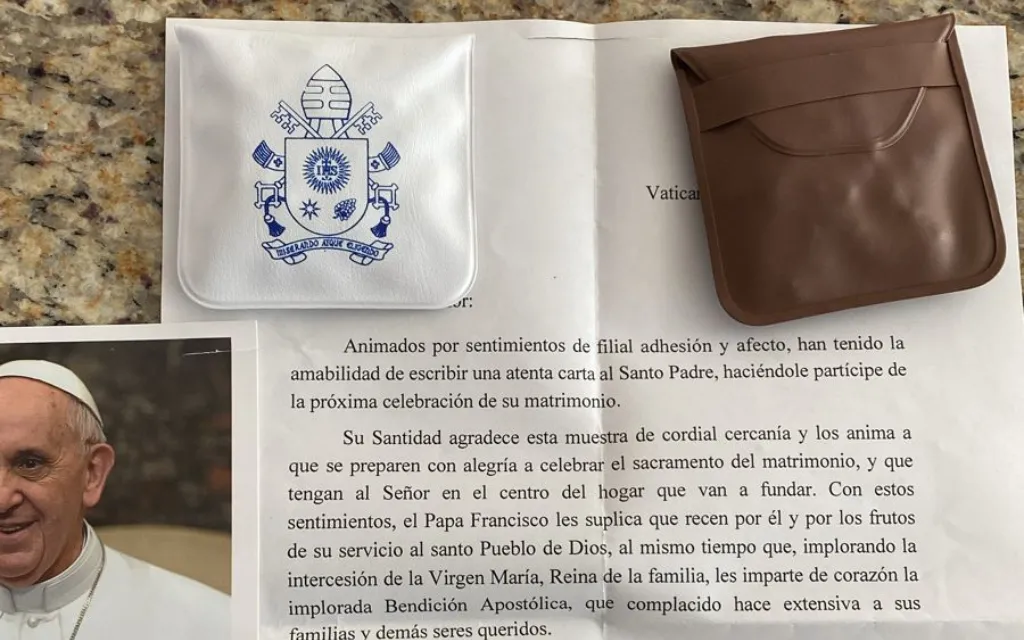 IHS
MISERANDO ATQUE ELIGENDO
Animados por sentimientos de filial adhesión y afecto, han tenido la
amabilidad de escribir una atenta carta al Santo Padre, haciéndole partícipe de
la próxima celebración de su matrimonio.
Su Santidad agradece esta muestra de cordial cercanía y los anima a
que se preparen con alegría a celebrar el sacramento del matrimonio, y que
tengan al Señor en el centro del hogar que van a fundar. Con estos
sentimientos, el Papa Francisco les suplica que recen por él y por los frutos
de su servicio al santo Pueblo de Dios, al mismo tiempo que, implorando la
intercesión de la Virgen María, Reina de la familia, les imparte de corazón la
implorada Bendición Apostólica, que complacido hace extensiva a sus
familias y demás seres queridos.